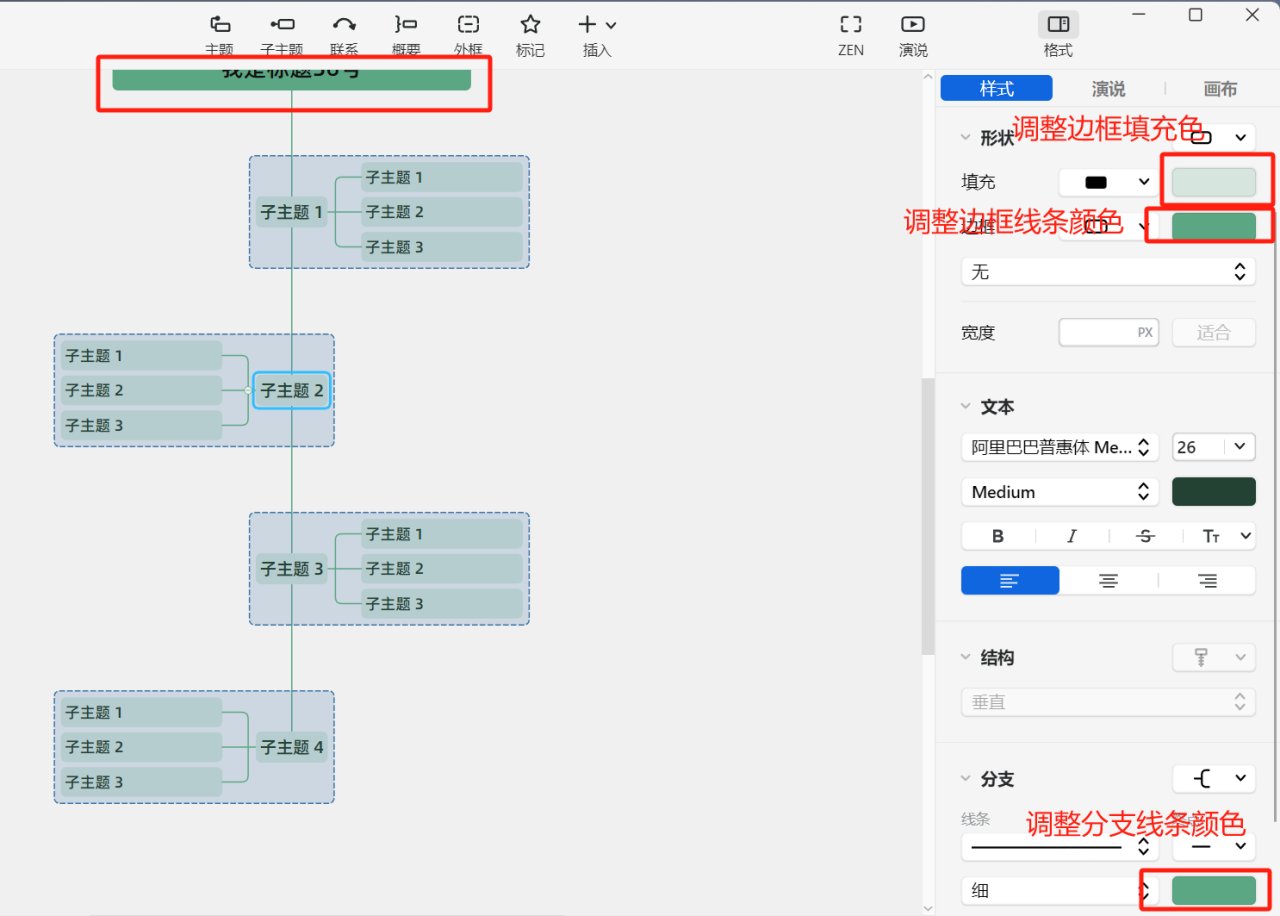 主题 子主题 联系 概要 外框 标记 插入 ZEN 演说 格式
我是标题36号
样式 演说 画布
调整边框填充色
形状
填充
调整边框线条颜色
边框
无
宽度 PX 适合
文本
阿里巴巴普惠体 Me... 26
Medium
B I S Tт
结构
垂直
分支
线条
调整分支线条颜色
细
子主题 1
子主题 1
子主题 2
子主题 3
子主题 1
子主题 2
子主题 3
子主题 2
子主题 3
子主题 1
子主题 2
子主题 3
子主题 1
子主题 2
子主题 3
子主题 4